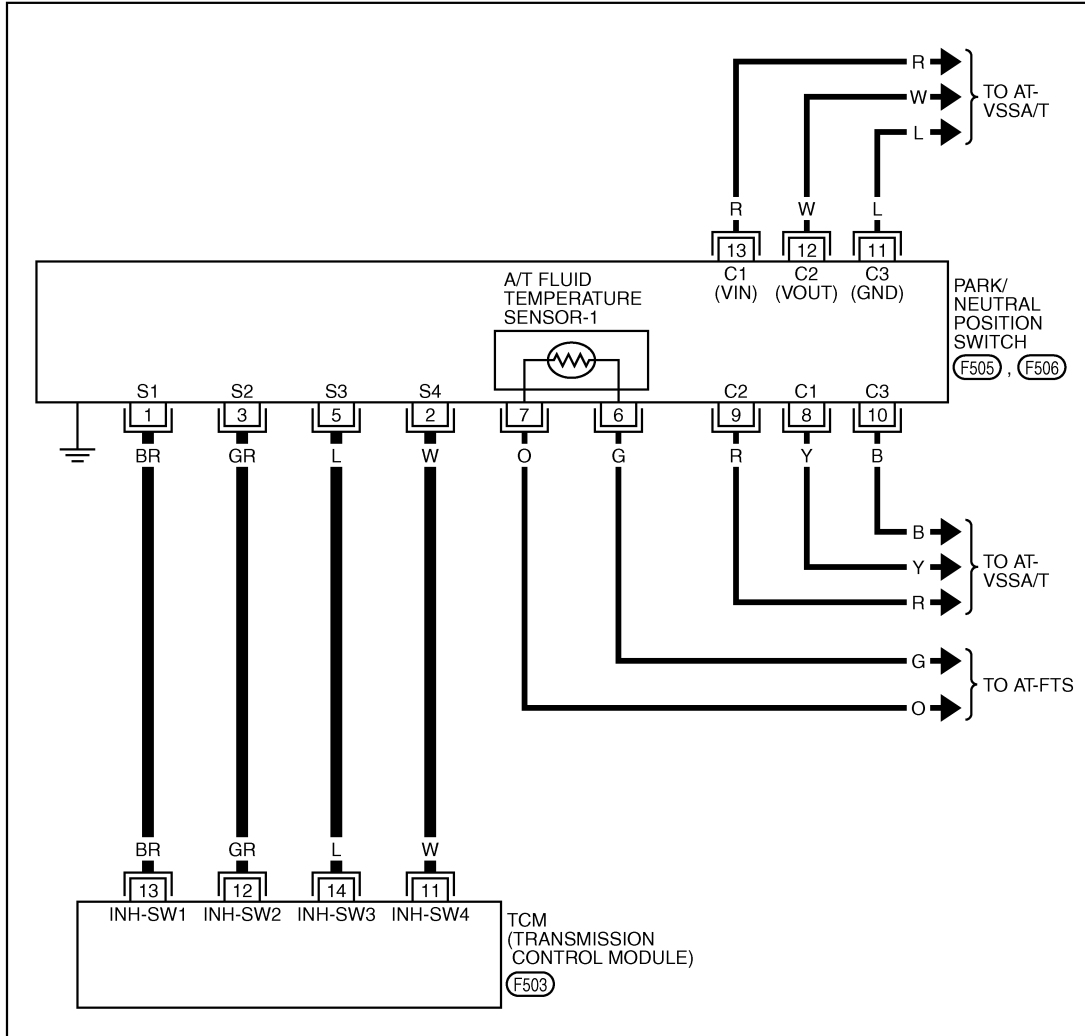 R
W
L
TO AT-
VSSA/T
R W L
13 12 11
C1 C2 C3
(VIN) (VOUT) (GND)
A/T FLUID
TEMPERATURE
SENSOR-1
PARK/
NEUTRAL
POSITION
SWITCH
F505 , F506
S1 S2 S3 S4 C2 C1 C3
1 3 5 2 7 6 9 8 10
BR GR L W O G R Y B
B
Y
R
TO AT-
VSSA/T
G
O
TO AT-FTS
BR GR L W
13 12 14 11
INH-SW1 INH-SW2 INH-SW3 INH-SW4
TCM
(TRANSMISSION
CONTROL MODULE)
F503